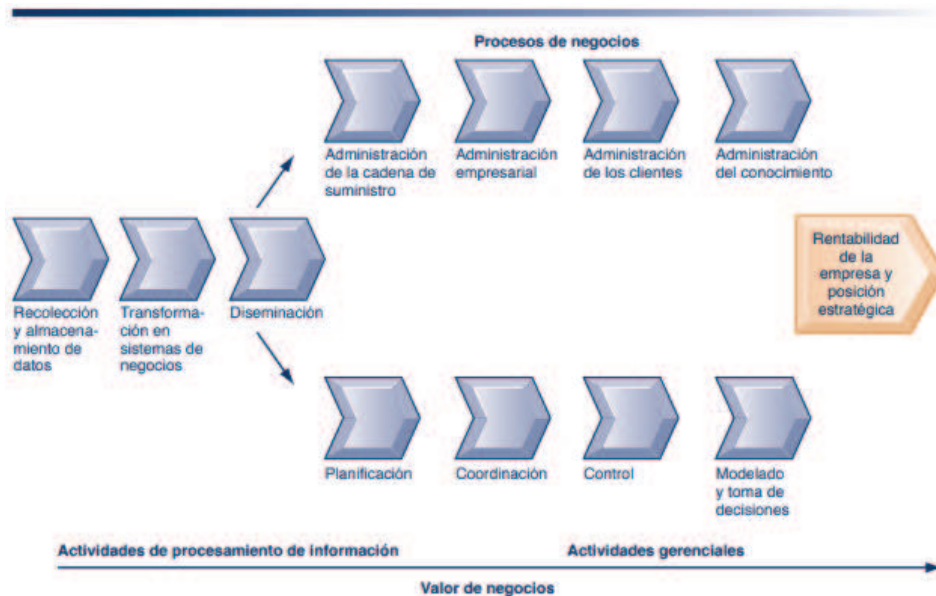 Procesos de negocios
Administración
de la cadena de
suministro
Administración
empresarial
Administración
de los clientes
Administración
del conocimiento
Recolección
y almacena-
miento de
datos
Transforma-
ción en
sistemas de
negocios
Diseminación
Rentabilidad
de la
empresa y
posición
estratégica
Planificación
Coordinación
Control
Modelado
y toma de
decisiones
Actividades de procesamiento de información
Actividades gerenciales
Valor de negocios